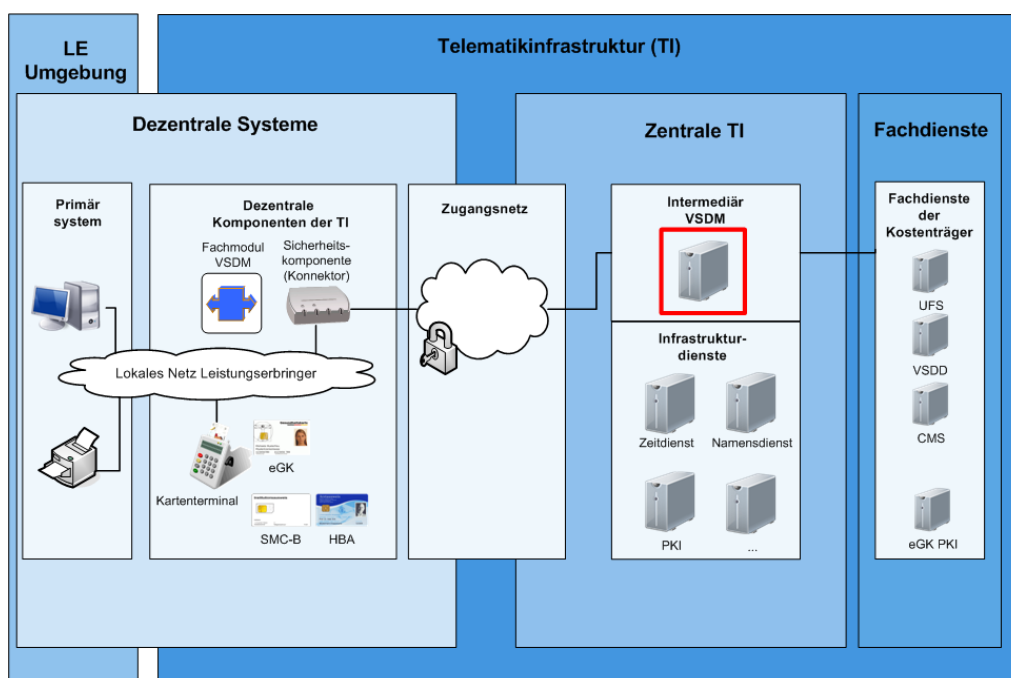 LE
Umgebung
Telematikinfrastruktur (TI)
Dezentrale Systeme
Zentrale TI
Fachdienste
Primär
system
Dezentrale
Komponenten der TI
Fachmodul
VSDM
Sicherheits-
komponente
(Konnektor)
Lokales Netz Leistungserbringer
Kartenterminal
eGK
SMC-B
HBA
Zugangsnetz
Intermediär
VSDM
Infrastruktur-
dienste
Zeitdienst
Namensdienst
PKI
...
Fachdienste
der
Kostenträger
UFS
VSDD
CMS
eGK PKI